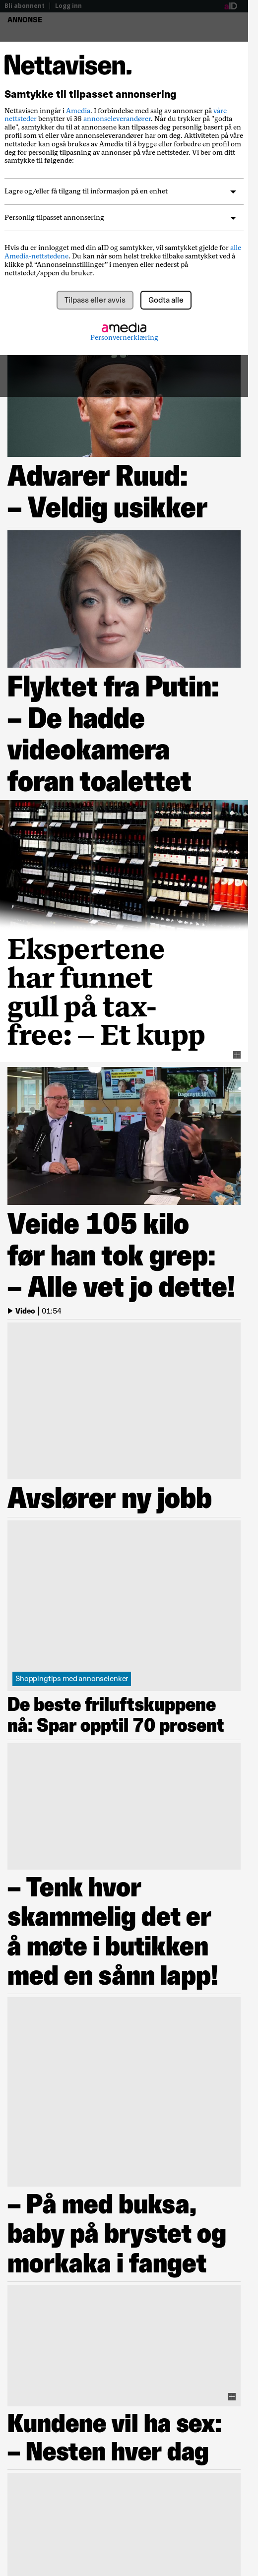 Bli abonnent | Logg inn
aID
ANNONSE
Nettavisen.
Samtykke til tilpasset annonsering
Nettavisen inngår i Amedia. I forbindelse med salg av annonser på våre
nettsteder benytter vi 36 annonseleverandører. Når du trykker på "godta
alle", samtykker du til at annonsene kan tilpasses deg personlig basert på en
profil som vi eller våre annonseleverandører har om deg. Aktiviteten på våre
nettsteder kan også brukes av Amedia til å bygge eller forbedre en profil om
deg for personlig tilpasning av annonser på våre nettsteder. Vi ber om ditt
samtykke til følgende:
Lagre og/eller få tilgang til informasjon på en enhet
Personlig tilpasset annonsering
Hvis du er innlogget med din aID og samtykker, vil samtykket gjelde for alle
Amedia-nettstedene. Du kan når som helst trekke tilbake samtykket ved å
klikke på “Annonseinnstillinger” i menyen eller nederst på
nettstedet/appen du bruker.
Tilpass eller avvis
Godta alle
amedia
Personvernerklæring
Advarer Ruud:
– Veldig usikker
Flyktet fra Putin:
– De hadde
videokamera
foran toalettet
Ekspertene
har funnet
gull på tax-
free: – Et kupp
Veide 105 kilo
før han tok grep:
– Alle vet jo dette!
Video | 01:54
Avslører ny jobb
Shoppingtips med annonselenker
De beste friluftskuppene
nå: Spar opptil 70 prosent
– Tenk hvor
skammelig det er
å møte i butikken
med en sånn lapp!
– På med buksa,
baby på brystet og
morkaka i fanget
Kundene vil ha sex:
– Nesten hver dag